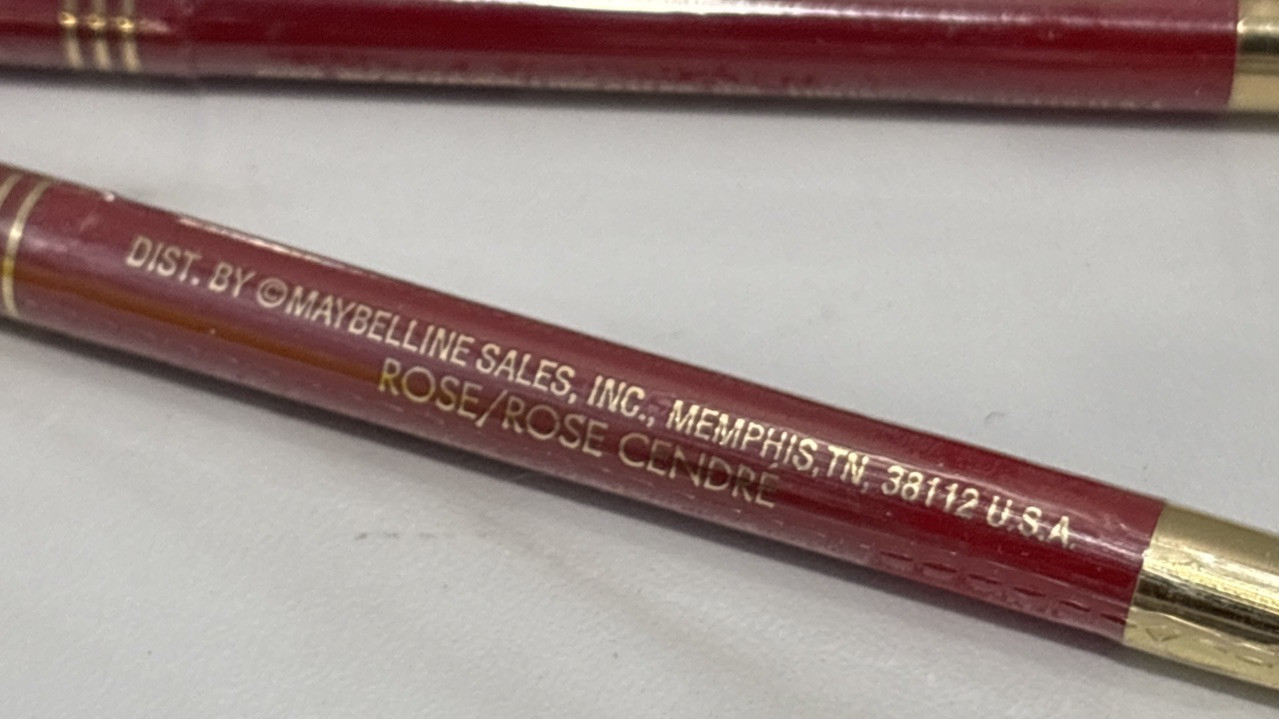 DIST. BY ©MAYBELLINE SALES, INC., MEMPHIS, TN, 38112 U.S.A.
ROSE/ROSE CENDRÉ